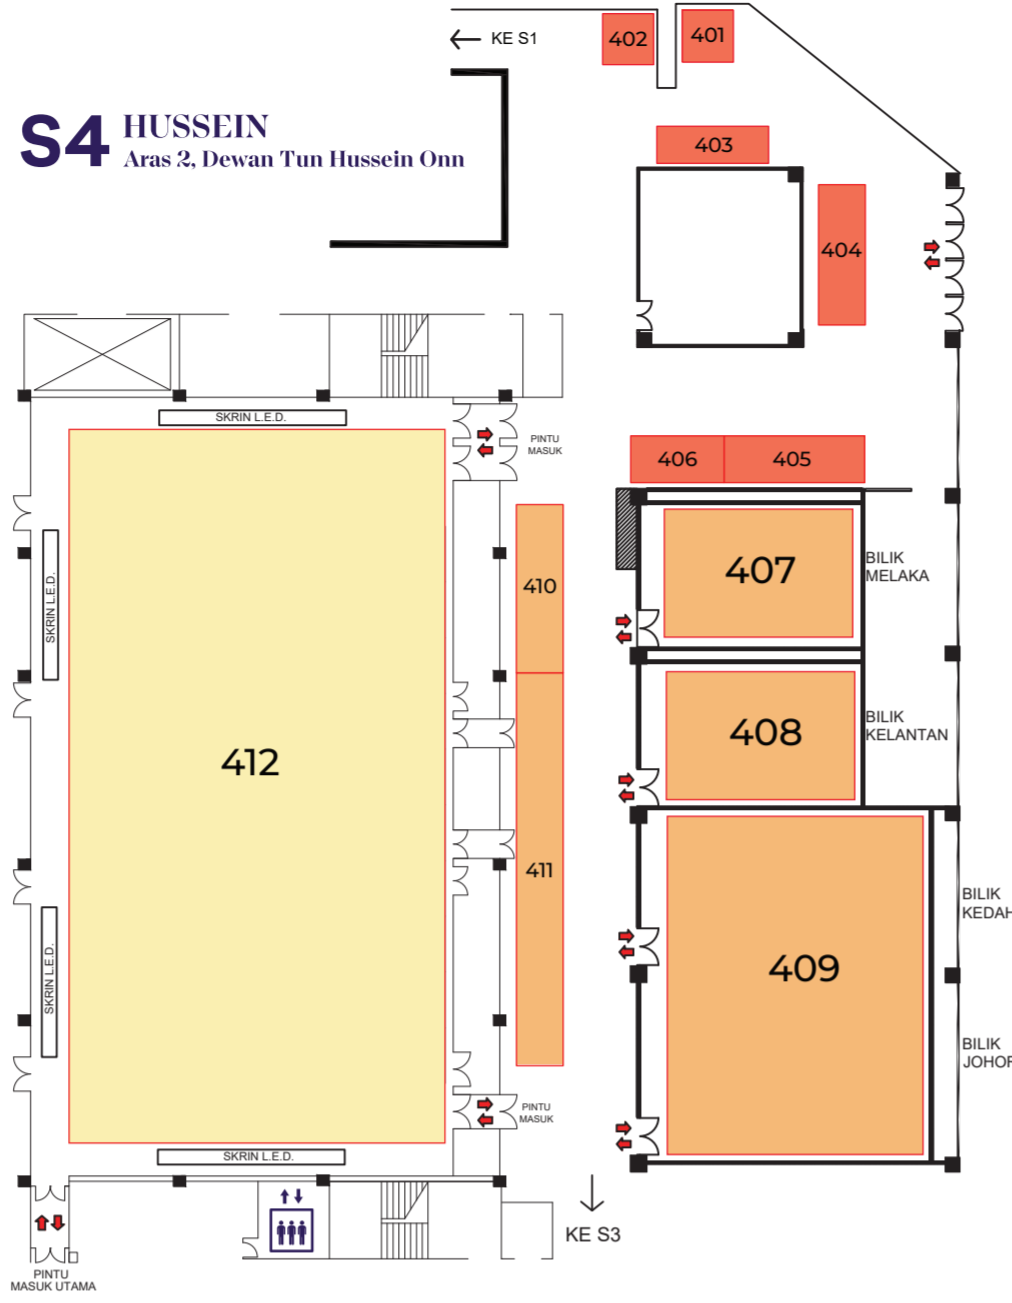 KE S1
402
401
S4 HUSSEIN
Aras 2, Dewan Tun Hussein Onn
403
404
SKRIN L.E.D.
PINTU
MASUK
406
405
407
BILIK
MELAKA
SKRIN L.E.D.
410
408
BILIK
KELANTAN
412
411
BILIK
KEDAH
409
SKRIN L.E.D.
BILIK
JOHOR
PINTU
MASUK
SKRIN L.E.D.
KE S3
PINTU
MASUK UTAMA